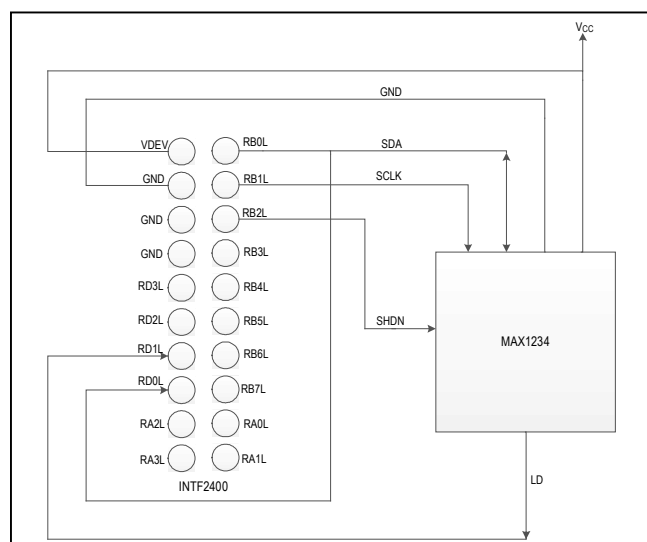 VCC
GND
VDEV
RB0L
SDA
GND
RB1L
SCLK
GND
RB2L
GND
RB3L
RD3L
RB4L
RD2L
RB5L
SHDN
RD1L
RB6L
MAX1234
RD0L
RB7L
RA2L
RA0L
RA3L
RA1L
INTF2400
LD